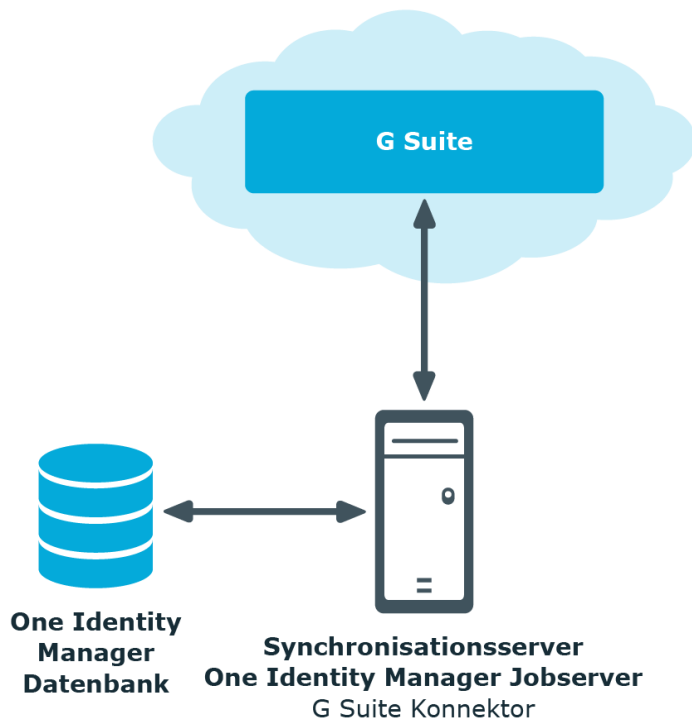 G Suite
One Identity
Manager
Datenbank
Synchronisationsserver
One Identity Manager Jobserver
G Suite Konnektor